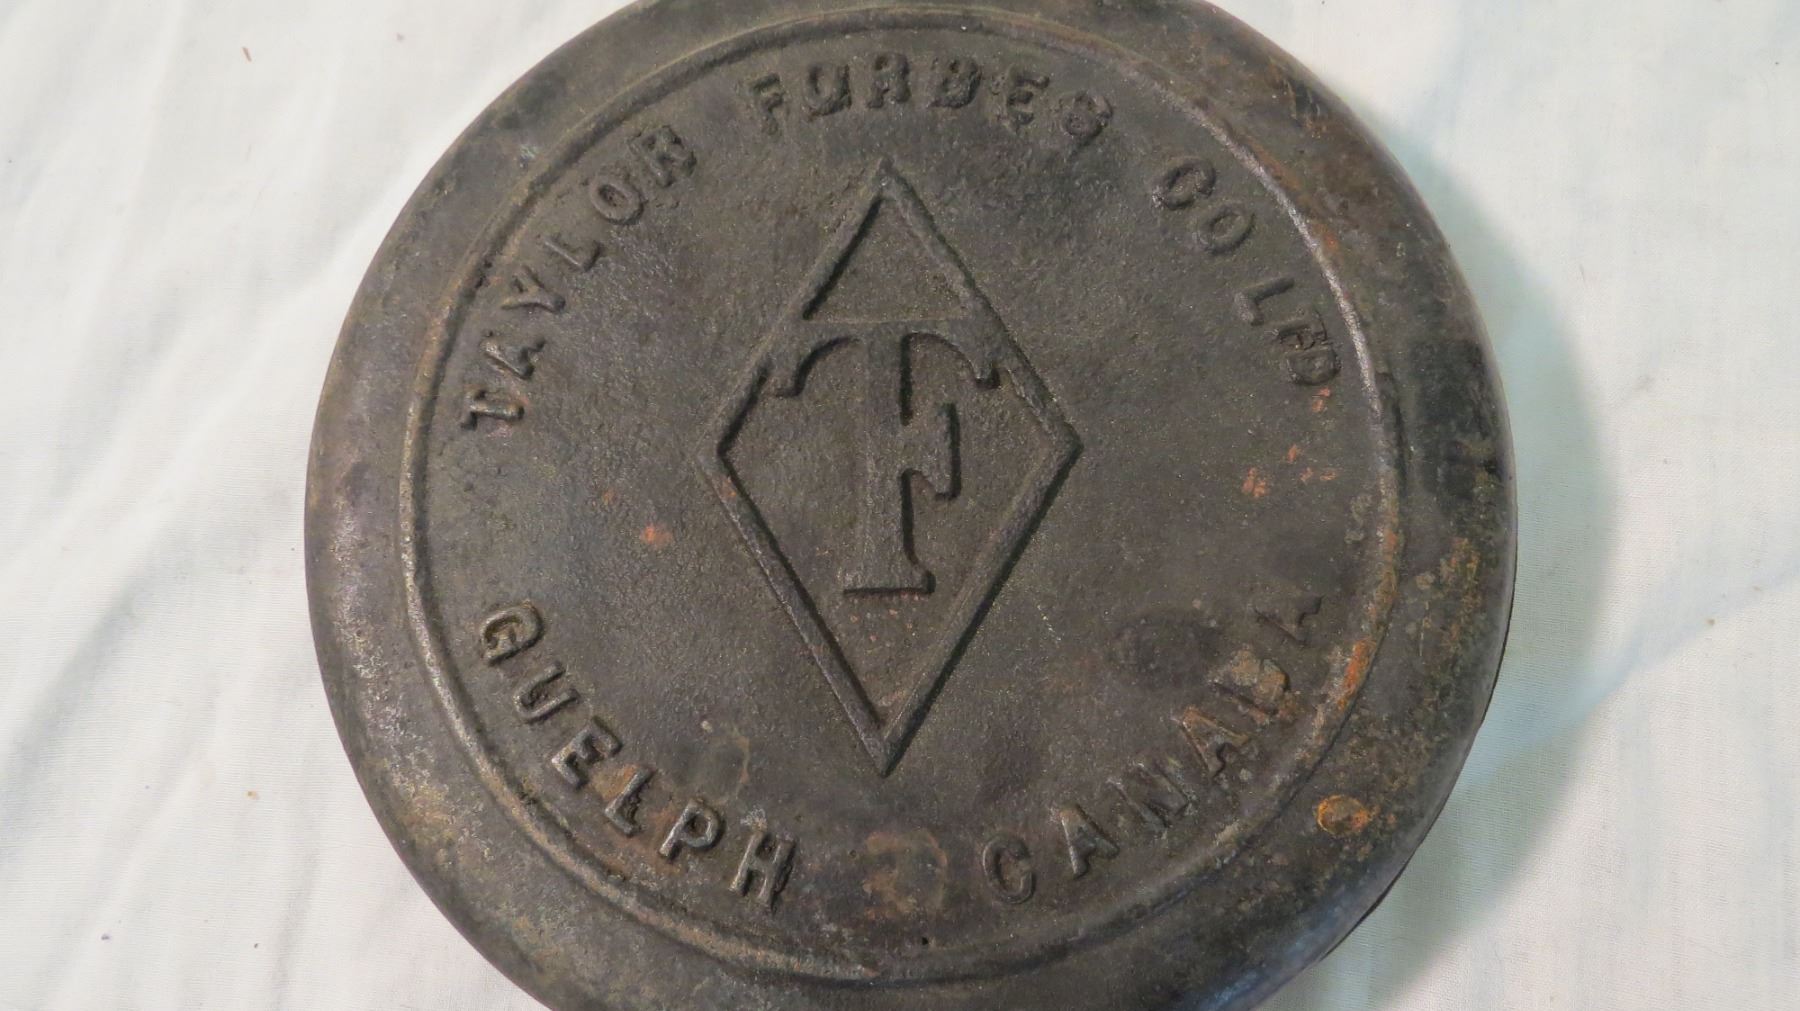 TAYLOR FORBES CO LTD
TF
GUELPH CANADA